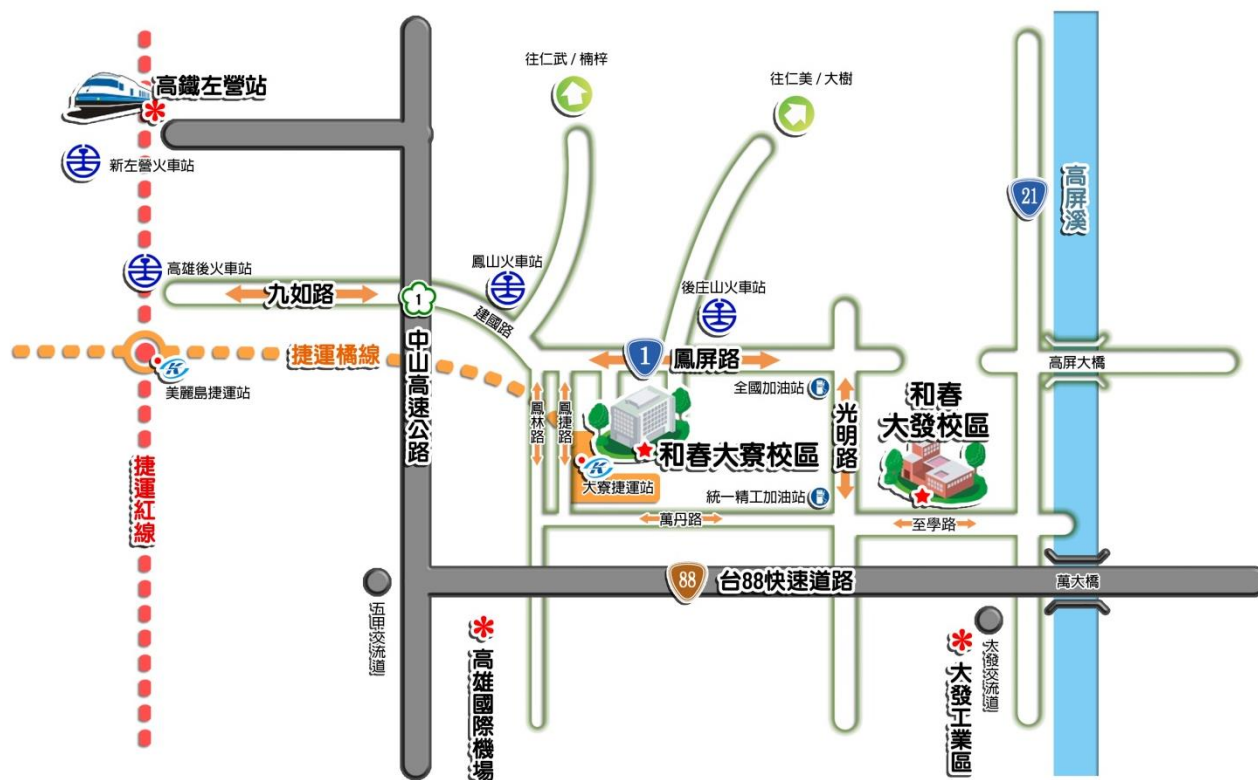 往仁武 / 楠梓
往仁美 / 大樹
高鐵左營站
新左營火車站
21
高屏溪
高雄後火車站
鳳山火車站
後庄山火車站
九如路
1
建國路
中山高速公路
捷運橘線
1
鳳屏路
高屏大橋
美麗島捷運站
全國加油站
和春
大發校區
鳳林路
鳳捷路
光明路
和春大寮校區
捷運紅線
大寮捷運站
統一精工加油站
萬丹路
至學路
88
台88快速道路
萬大橋
五甲交流道
高雄國際機場
大發工業區
大發交流道